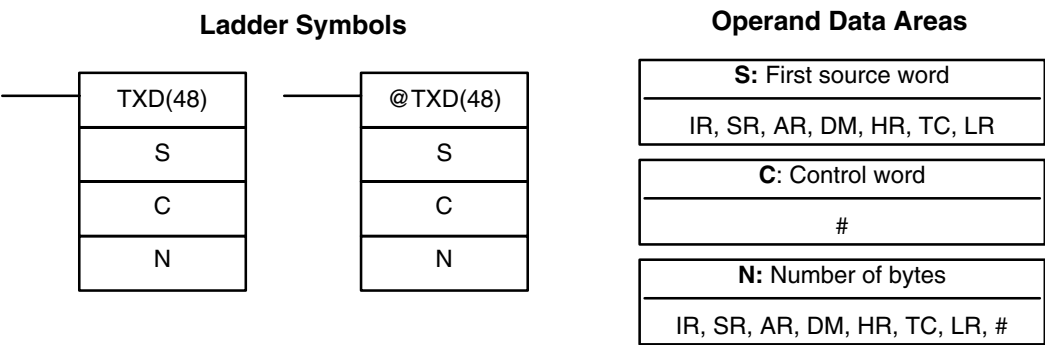 Ladder Symbols
TXD(48)
S
C
N
@TXD(48)
S
C
N
Operand Data Areas
S: First source word
IR, SR, AR, DM, HR, TC, LR
C: Control word
#
N: Number of bytes
IR, SR, AR, DM, HR, TC, LR, #